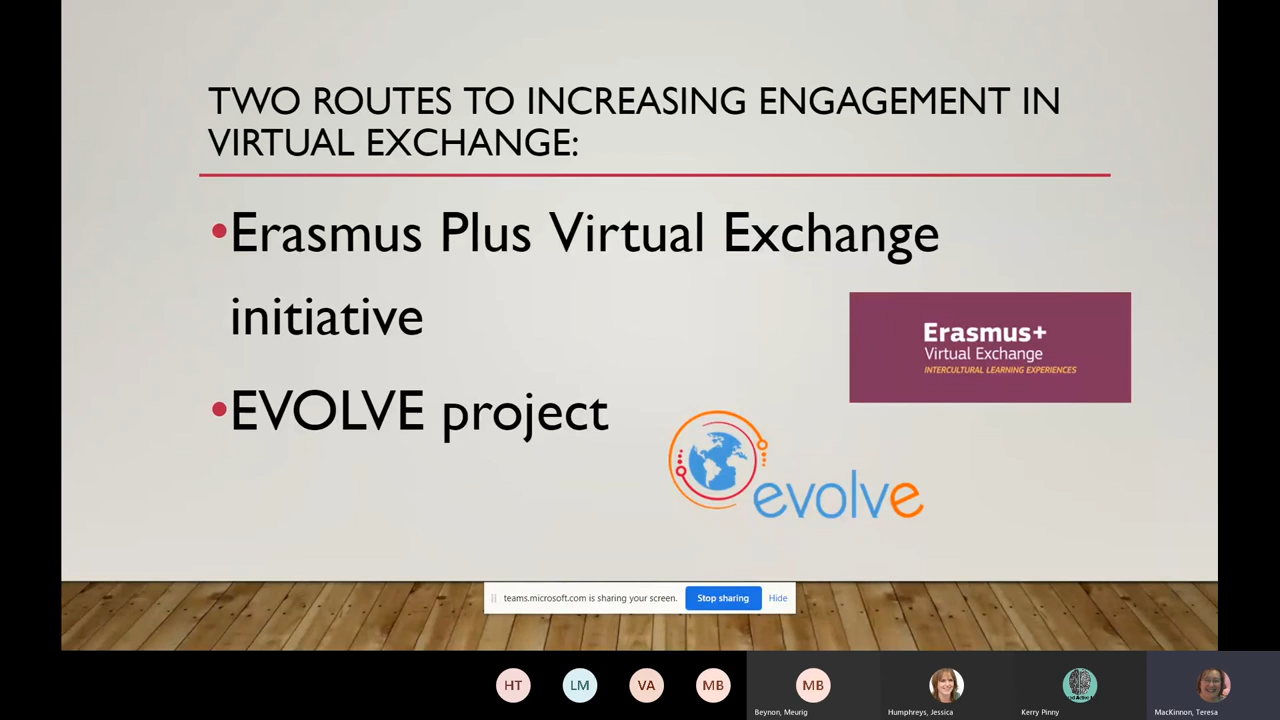 TWO ROUTES TO INCREASING ENGAGEMENT IN
VIRTUAL EXCHANGE:
•Erasmus Plus Virtual Exchange
initiative
Erasmus+
Virtual Exchange
INTERCULTURAL LEARNING EXPERIENCES
•EVOLVE project
evolve
teams.microsoft.com is sharing your screen.
Stop sharing
Hide
HT
LM
VA
MB
MB
Beynon, Meurig
Humphreys, Jessica
Kerry Pinny
MacKinnon, Teresa